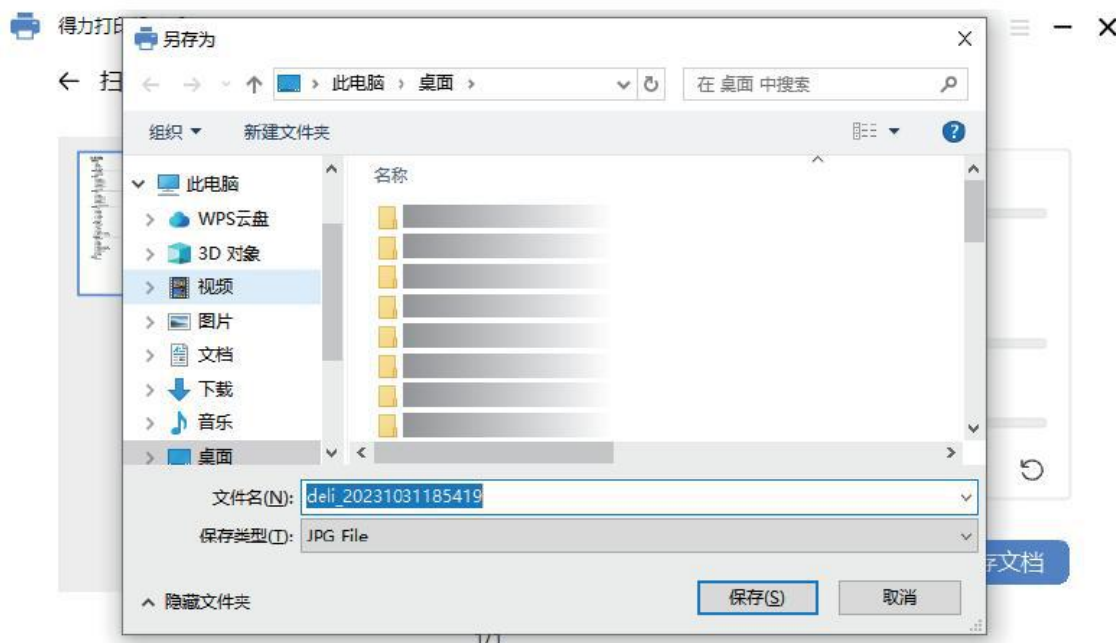 得力打印
另存为
扫
此电脑 › 桌面 ›
在 桌面 中搜索
组织
新建文件夹
此电脑
WPS云盘
3D 对象
视频
图片
文档
下载
音乐
桌面
名称
文件名(N): deli_20231031185419
保存类型(T): JPG File
存文档
隐藏文件夹
保存(S)
取消
1/1